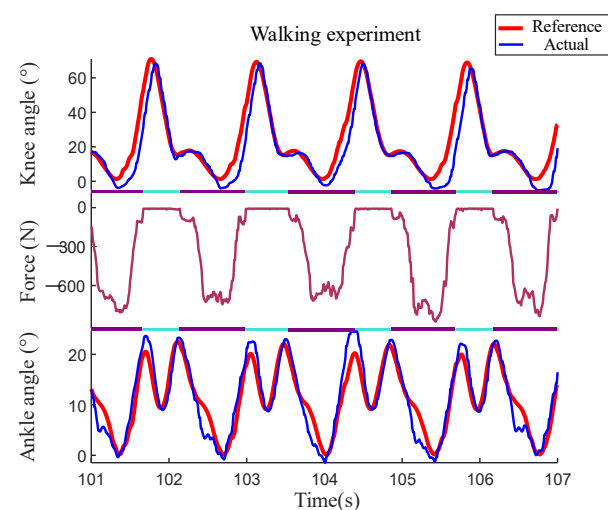 Walking experiment
Reference
Actual
Knee angle (°)
60
40
20
0
Force (N)
0
−300
−600
Ankle angle (°)
20
10
0
101 102 103 104 105 106 107
Time(s)